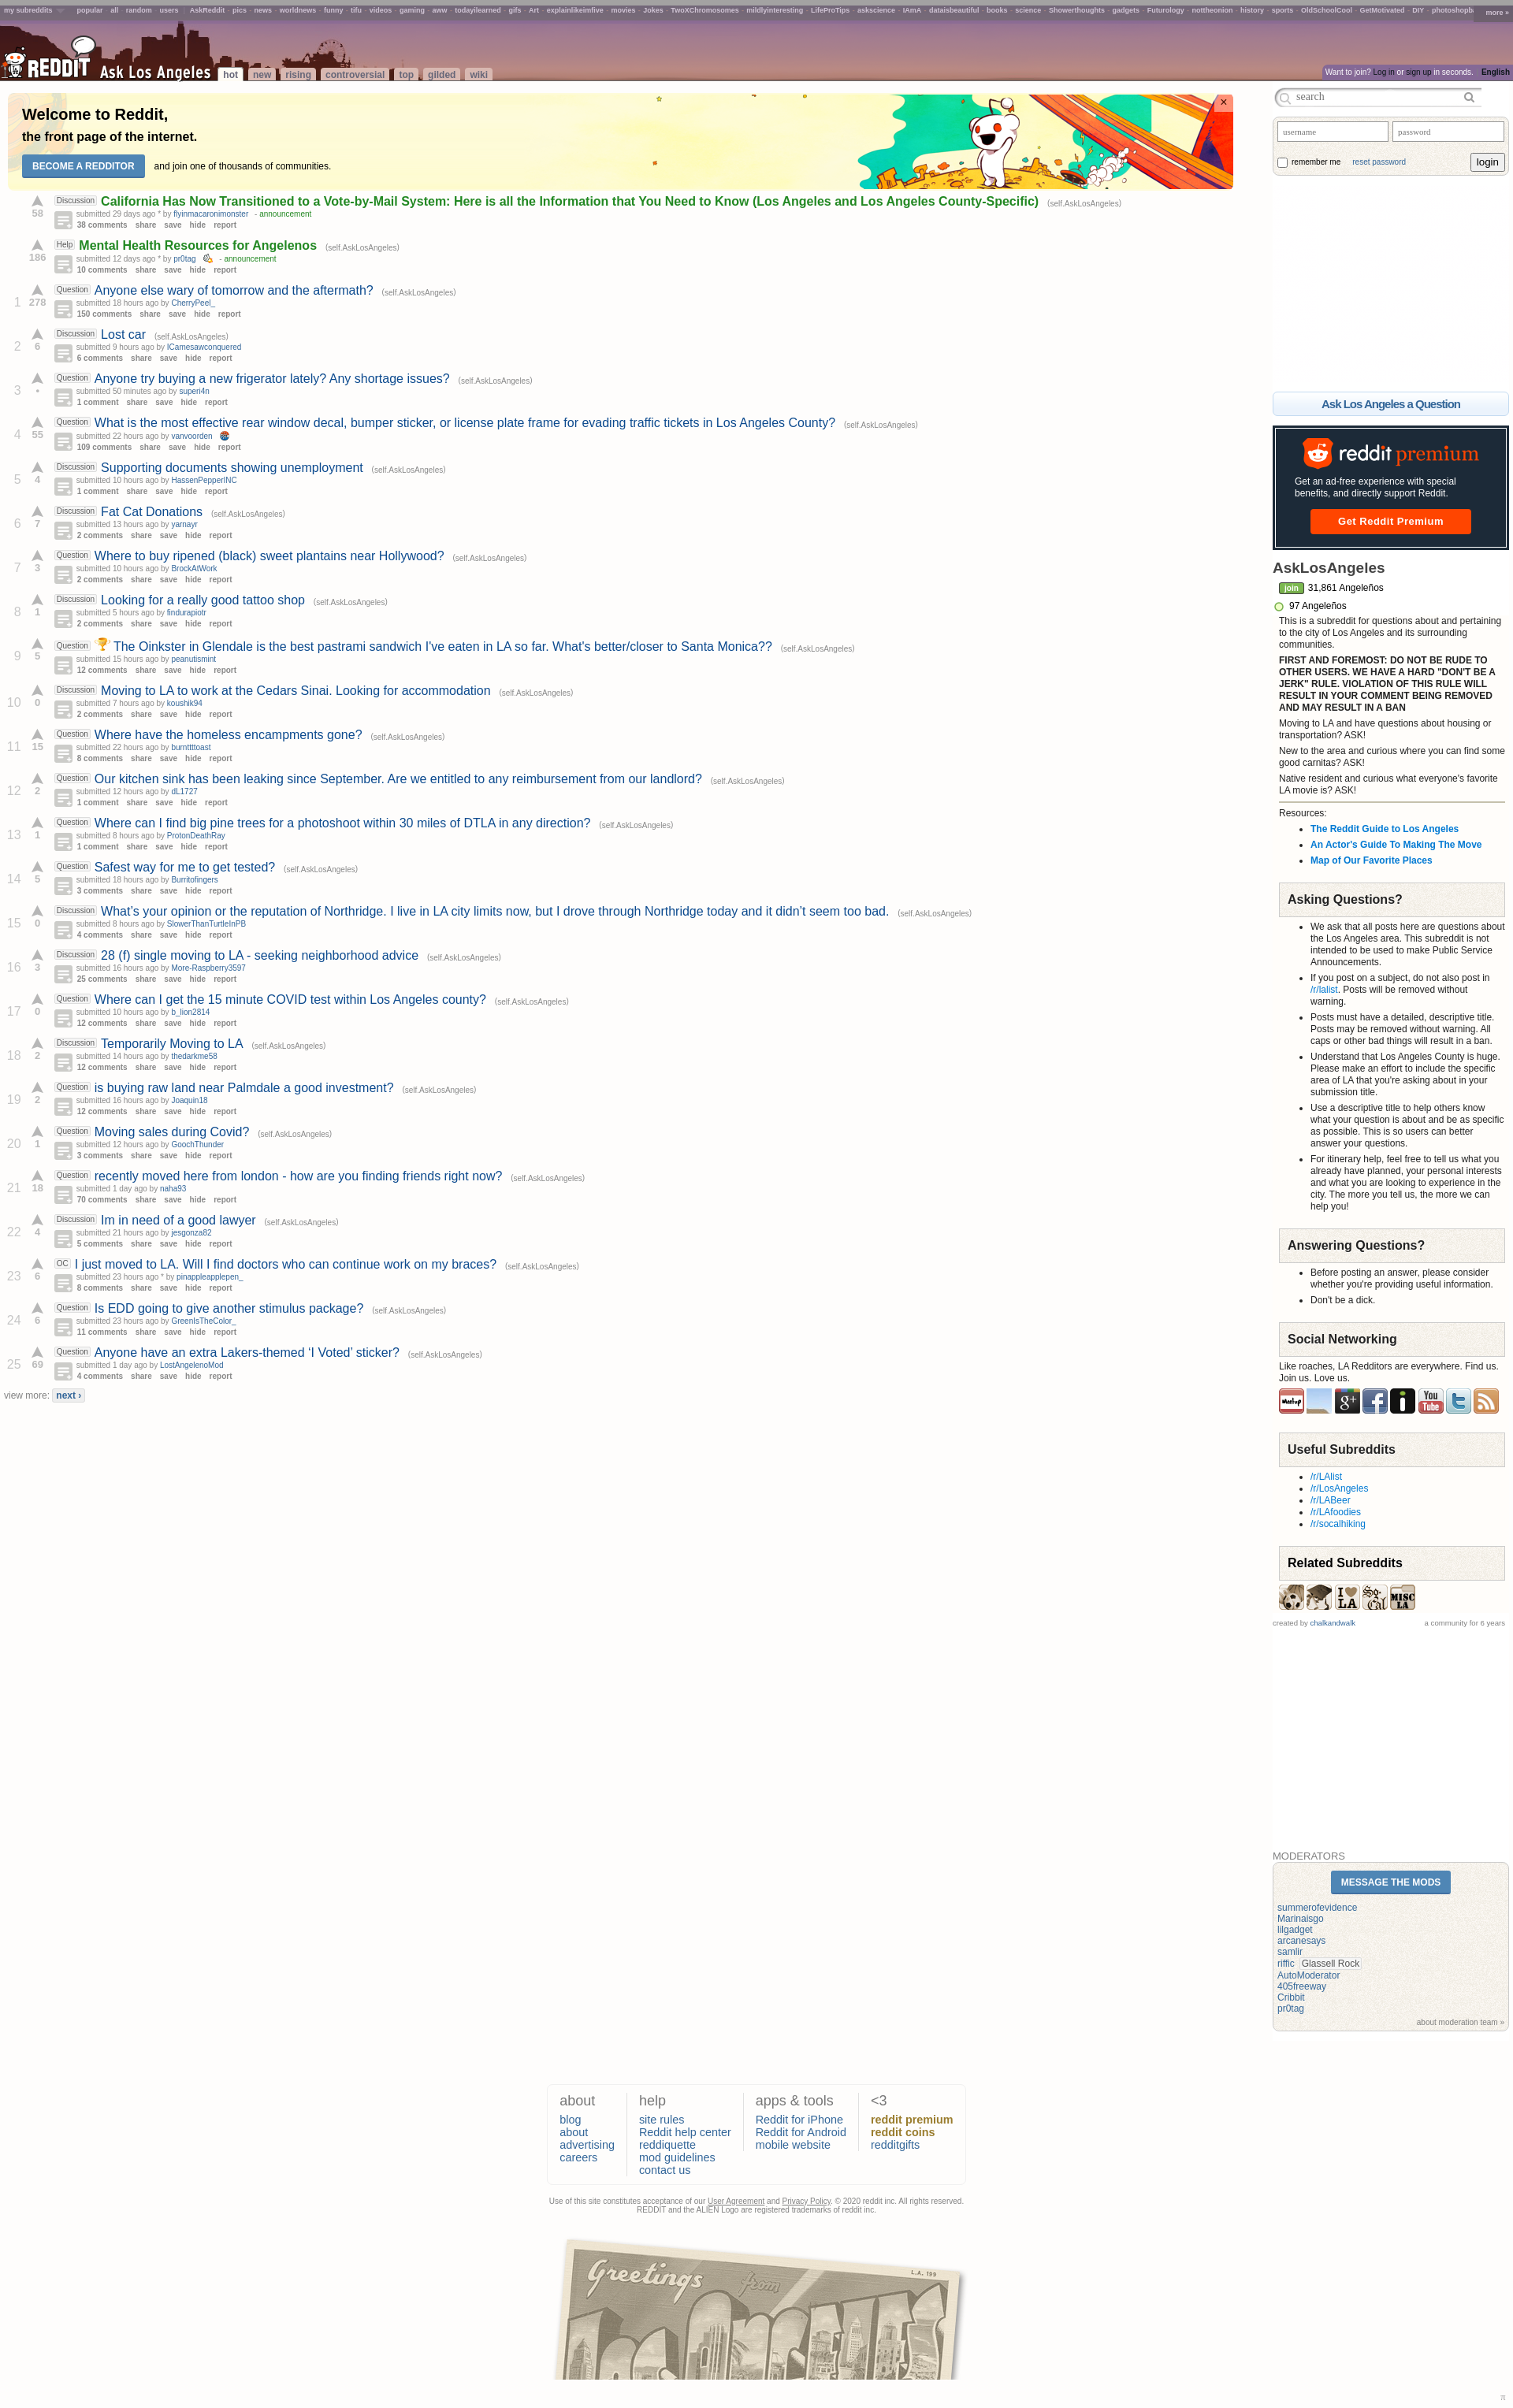 my subreddits popular all random users AskReddit pics news worldnews funny tifu videos gaming aww todayilearned gifs Art explainlikeimfive movies Jokes TwoXChromosomes mildlyinteresting LifeProTips askscience IAmA dataisbeautiful books science Showerthoughts gadgets Futurology nottheonion history sports OldSchoolCool GetMotivated DIY photoshopb more »
REDDIT Ask Los Angeles hot new rising controversial top gilded wiki
Want to join? Log in or sign up in seconds. English
Welcome to Reddit,
the front page of the internet.
BECOME A REDDITOR and join one of thousands of communities.
×
58
Discussion California Has Now Transitioned to a Vote-by-Mail System: Here is all the Information that You Need to Know (Los Angeles and Los Angeles County-Specific) (self.AskLosAngeles)
submitted 29 days ago * by flyinmacaronimonster - announcement
38 comments share save hide report
186
Help Mental Health Resources for Angelenos (self.AskLosAngeles)
submitted 12 days ago * by pr0tag - announcement
10 comments share save hide report
1 278
Question Anyone else wary of tomorrow and the aftermath? (self.AskLosAngeles)
submitted 18 hours ago by CherryPeel_
150 comments share save hide report
2 6
Discussion Lost car (self.AskLosAngeles)
submitted 9 hours ago by ICamesawconquered
6 comments share save hide report
3 •
Question Anyone try buying a new frigerator lately? Any shortage issues? (self.AskLosAngeles)
submitted 50 minutes ago by superi4n
1 comment share save hide report
4 55
Question What is the most effective rear window decal, bumper sticker, or license plate frame for evading traffic tickets in Los Angeles County? (self.AskLosAngeles)
submitted 22 hours ago by vanvoorden
109 comments share save hide report
5 4
Discussion Supporting documents showing unemployment (self.AskLosAngeles)
submitted 10 hours ago by HassenPepperINC
1 comment share save hide report
6 7
Discussion Fat Cat Donations (self.AskLosAngeles)
submitted 13 hours ago by yarnayr
2 comments share save hide report
7 3
Question Where to buy ripened (black) sweet plantains near Hollywood? (self.AskLosAngeles)
submitted 10 hours ago by BrockAtWork
2 comments share save hide report
8 1
Discussion Looking for a really good tattoo shop (self.AskLosAngeles)
submitted 5 hours ago by findurapiotr
2 comments share save hide report
9 5
Question The Oinkster in Glendale is the best pastrami sandwich I've eaten in LA so far. What's better/closer to Santa Monica?? (self.AskLosAngeles)
submitted 15 hours ago by peanutismint
12 comments share save hide report
10 0
Discussion Moving to LA to work at the Cedars Sinai. Looking for accommodation (self.AskLosAngeles)
submitted 7 hours ago by koushik94
2 comments share save hide report
11 15
Question Where have the homeless encampments gone? (self.AskLosAngeles)
submitted 22 hours ago by burnttttoast
8 comments share save hide report
12 2
Question Our kitchen sink has been leaking since September. Are we entitled to any reimbursement from our landlord? (self.AskLosAngeles)
submitted 12 hours ago by dL1727
1 comment share save hide report
13 1
Question Where can I find big pine trees for a photoshoot within 30 miles of DTLA in any direction? (self.AskLosAngeles)
submitted 8 hours ago by ProtonDeathRay
1 comment share save hide report
14 5
Question Safest way for me to get tested? (self.AskLosAngeles)
submitted 18 hours ago by Burritofingers
3 comments share save hide report
15 0
Discussion What's your opinion or the reputation of Northridge. I live in LA city limits now, but I drove through Northridge today and it didn't seem too bad. (self.AskLosAngeles)
submitted 8 hours ago by SlowerThanTurtleInPB
4 comments share save hide report
16 3
Discussion 28 (f) single moving to LA - seeking neighborhood advice (self.AskLosAngeles)
submitted 16 hours ago by More-Raspberry3597
25 comments share save hide report
17 0
Question Where can I get the 15 minute COVID test within Los Angeles county? (self.AskLosAngeles)
submitted 10 hours ago by b_lion2814
12 comments share save hide report
18 2
Discussion Temporarily Moving to LA (self.AskLosAngeles)
submitted 14 hours ago by thedarkme58
12 comments share save hide report
19 2
Question is buying raw land near Palmdale a good investment? (self.AskLosAngeles)
submitted 16 hours ago by Joaquin18
12 comments share save hide report
20 1
Question Moving sales during Covid? (self.AskLosAngeles)
submitted 12 hours ago by GoochThunder
3 comments share save hide report
21 18
Question recently moved here from london - how are you finding friends right now? (self.AskLosAngeles)
submitted 1 day ago by naha93
70 comments share save hide report
22 4
Discussion Im in need of a good lawyer (self.AskLosAngeles)
submitted 21 hours ago by jesgonza82
5 comments share save hide report
23 6
OC I just moved to LA. Will I find doctors who can continue work on my braces? (self.AskLosAngeles)
submitted 23 hours ago * by pinappleapplepen_
8 comments share save hide report
24 6
Question Is EDD going to give another stimulus package? (self.AskLosAngeles)
submitted 23 hours ago by GreenIsTheColor_
11 comments share save hide report
25 69
Question Anyone have an extra Lakers-themed ‘I Voted’ sticker? (self.AskLosAngeles)
submitted 1 day ago by LostAngelenoMod
4 comments share save hide report
view more: next ›
search
username password
remember me reset password login
Ask Los Angeles a Question
reddit premium
Get an ad-free experience with special
benefits, and directly support Reddit.
Get Reddit Premium
AskLosAngeles
join 31,861 Angeleños
97 Angeleños
This is a subreddit for questions about and pertaining
to the city of Los Angeles and its surrounding
communities.
FIRST AND FOREMOST: DO NOT BE RUDE TO
OTHER USERS. WE HAVE A HARD "DON'T BE A
JERK" RULE. VIOLATION OF THIS RULE WILL
RESULT IN YOUR COMMENT BEING REMOVED
AND MAY RESULT IN A BAN
Moving to LA and have questions about housing or
transportation? ASK!
New to the area and curious where you can find some
good carnitas? ASK!
Native resident and curious what everyone's favorite
LA movie is? ASK!
Resources:
The Reddit Guide to Los Angeles
An Actor's Guide To Making The Move
Map of Our Favorite Places
Asking Questions?
We ask that all posts here are questions about
the Los Angeles area. This subreddit is not
intended to be used to make Public Service
Announcements.
If you post on a subject, do not also post in
/r/lalist. Posts will be removed without
warning.
Posts must have a detailed, descriptive title.
Posts may be removed without warning. All
caps or other bad things will result in a ban.
Understand that Los Angeles County is huge.
Please make an effort to include the specific
area of LA that you're asking about in your
submission title.
Use a descriptive title to help others know
what your question is about and be as specific
as possible. This is so users can better
answer your questions.
For itinerary help, feel free to tell us what you
already have planned, your personal interests
and what you are looking to experience in the
city. The more you tell us, the more we can
help you!
Answering Questions?
Before posting an answer, please consider
whether you're providing useful information.
Don't be a dick.
Social Networking
Like roaches, LA Redditors are everywhere. Find us.
Join us. Love us.
Meetup g+ f i You Tube t
Useful Subreddits
/r/LAlist
/r/LosAngeles
/r/LABeer
/r/LAfoodies
/r/socalhiking
Related Subreddits
I LA So. Cal MISC LA
created by chalkandwalk a community for 6 years
MODERATORS
MESSAGE THE MODS
summerofevidence
Marinaisgo
lilgadget
arcanesays
samlir
riffic Glassell Rock
AutoModerator
405freeway
Cribbit
pr0tag
about moderation team »
about
blog
about
advertising
careers
help
site rules
Reddit help center
reddiquette
mod guidelines
contact us
apps & tools
Reddit for iPhone
Reddit for Android
mobile website
<3
reddit premium
reddit coins
redditgifts
Use of this site constitutes acceptance of our User Agreement and Privacy Policy. © 2020 reddit inc. All rights reserved.
REDDIT and the ALIEN Logo are registered trademarks of reddit inc.
L.A. 199
Greetings from
π